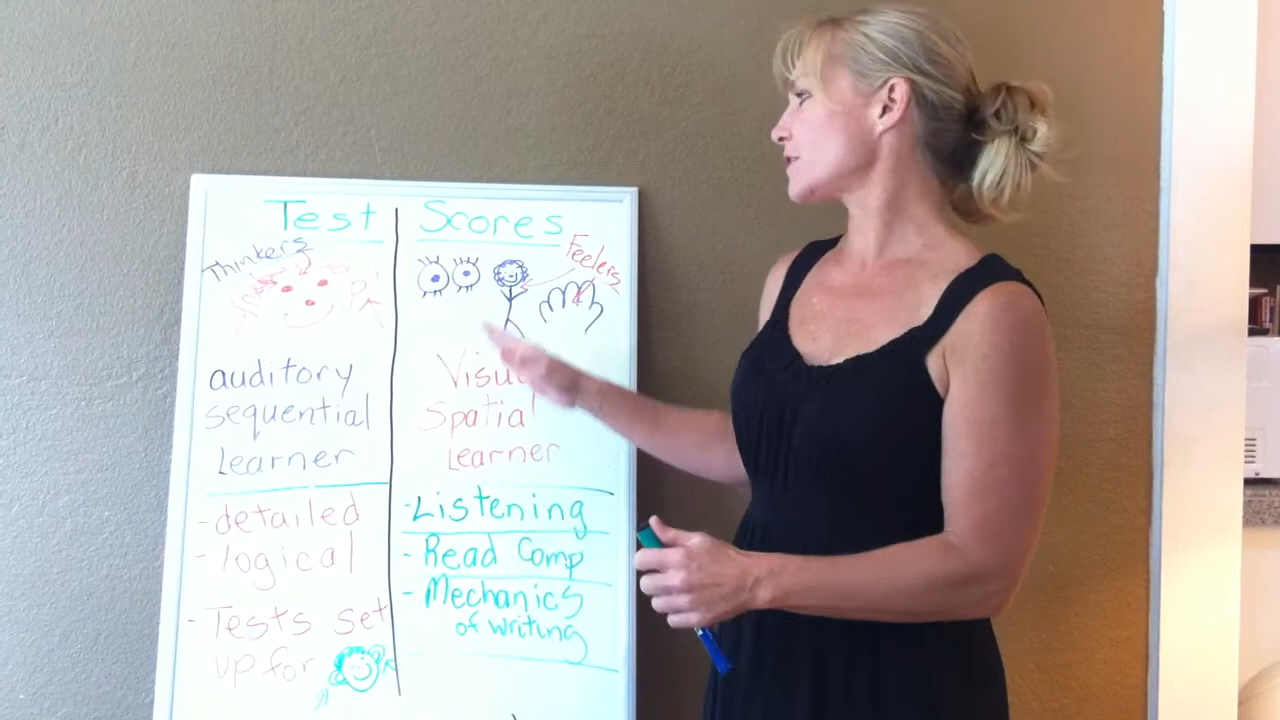 Test Scores
Thinkers
Feelers
auditory
sequential
Learner
- detailed
- logical
- Tests set
up for
Visual
Spatial
Learner
- Listening
- Read Comp
- Mechanics
of writing